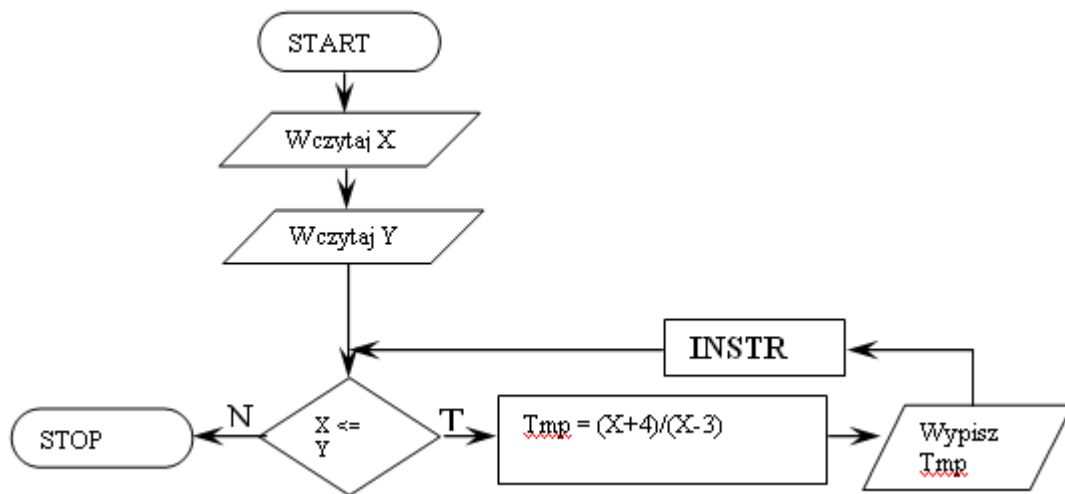 START
Wczytaj X
Wczytaj Y
INSTR
N
X <=
Y
T
Tmp = (X+4)/(X-3)
STOP
Wypisz
Tmp